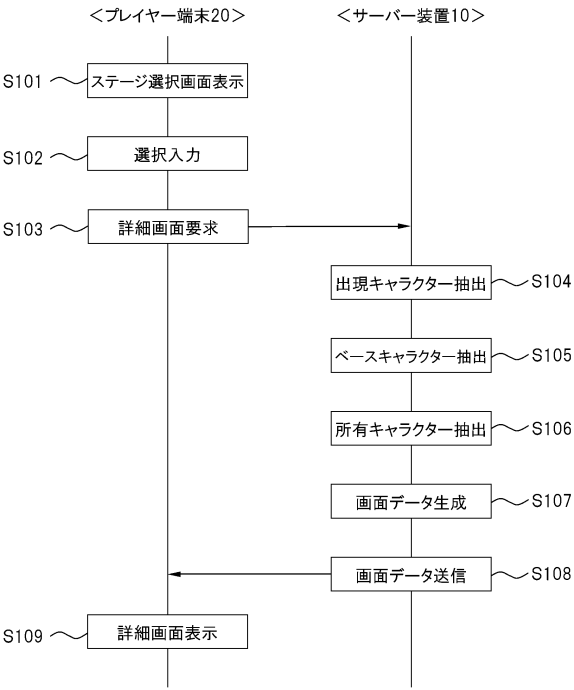 ＜プレイヤー端末20＞
＜サーバー装置10＞
S101
ステージ選択画面表示
S102
選択入力
S103
詳細画面要求
出現キャラクター抽出
S104
ベースキャラクター抽出
S105
所有キャラクター抽出
S106
画面データ生成
S107
画面データ送信
S108
S109
詳細画面表示